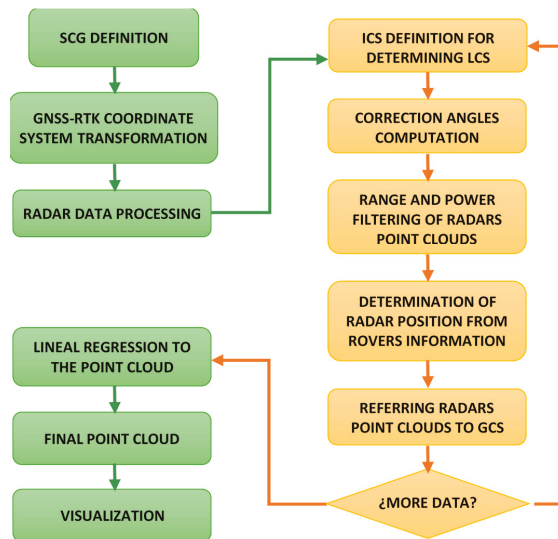 SCG DEFINITION
GNSS-RTK COORDINATE
SYSTEM TRANSFORMATION
RADAR DATA PROCESSING
ICS DEFINITION FOR
DETERMINING LCS
CORRECTION ANGLES
COMPUTATION
RANGE AND POWER
FILTERING OF RADARS
POINT CLOUDS
DETERMINATION OF
RADAR POSITION FROM
ROVERS INFORMATION
REFERRING RADARS
POINT CLOUDS TO GCS
¿MORE DATA?
LINEAL REGRESSION TO
THE POINT CLOUD
FINAL POINT CLOUD
VISUALIZATION